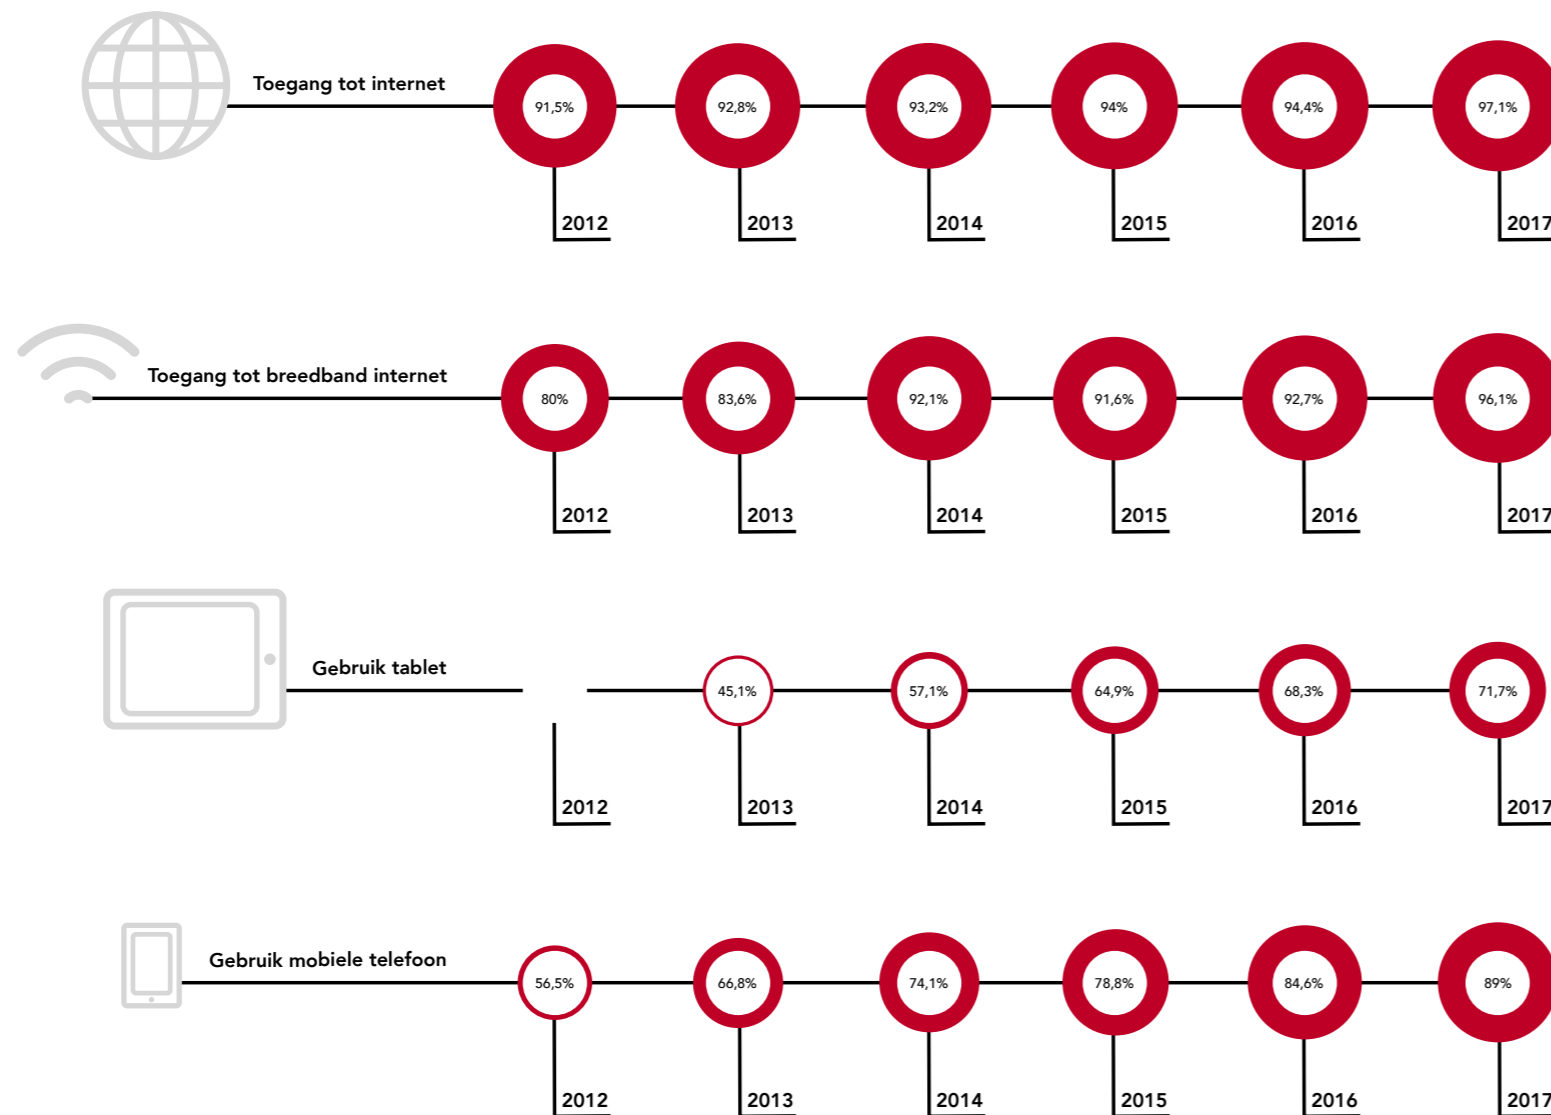 Toegang tot internet
91,5% 92,8% 93,2% 94% 94,4% 97,1%
2012 2013 2014 2015 2016 2017
Toegang tot breedband internet
80% 83,6% 92,1% 91,6% 92,7% 96,1%
2012 2013 2014 2015 2016 2017
Gebruik tablet
45,1% 57,1% 64,9% 68,3% 71,7%
2012 2013 2014 2015 2016 2017
Gebruik mobiele telefoon
56,5% 66,8% 74,1% 78,8% 84,6% 89%
2012 2013 2014 2015 2016 2017